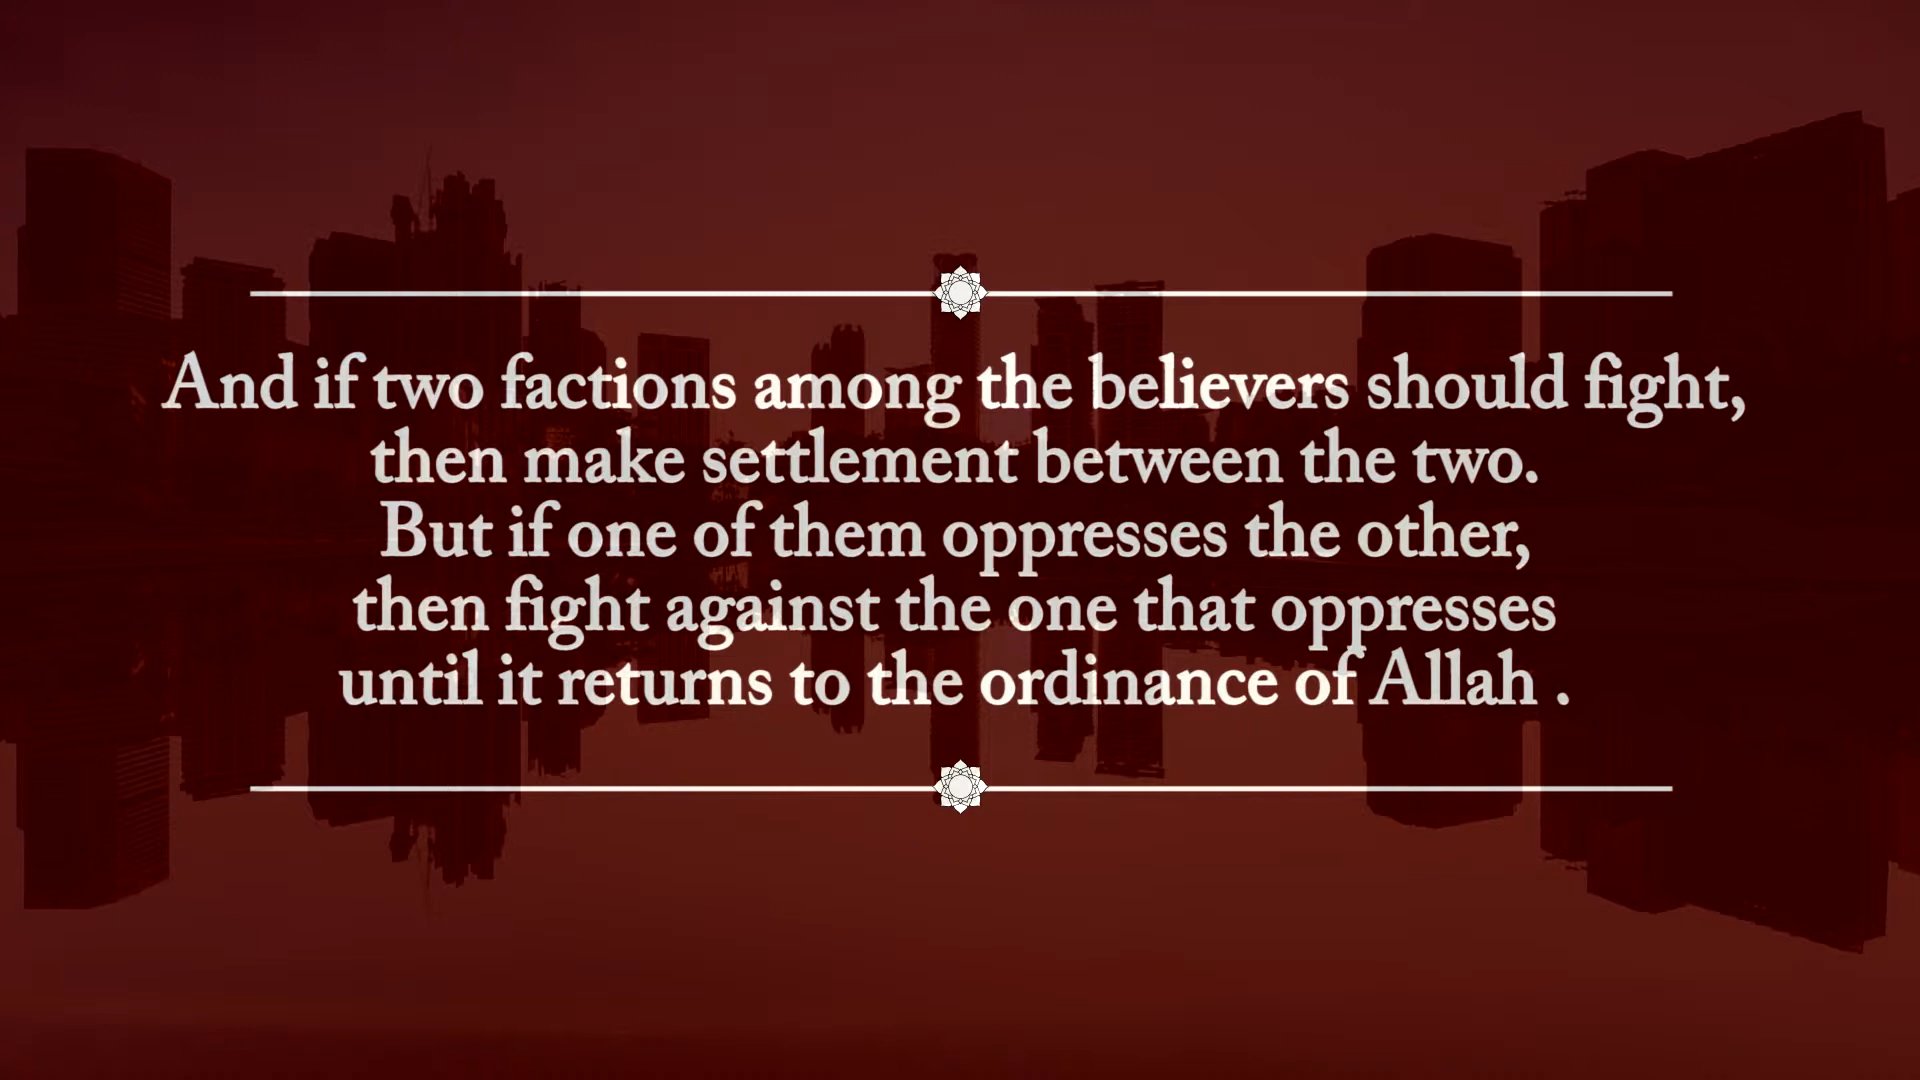 And if two factions among the believers should fight,
then make settlement between the two.
But if one of them oppresses the other,
then fight against the one that oppresses
until it returns to the ordinance of Allah .